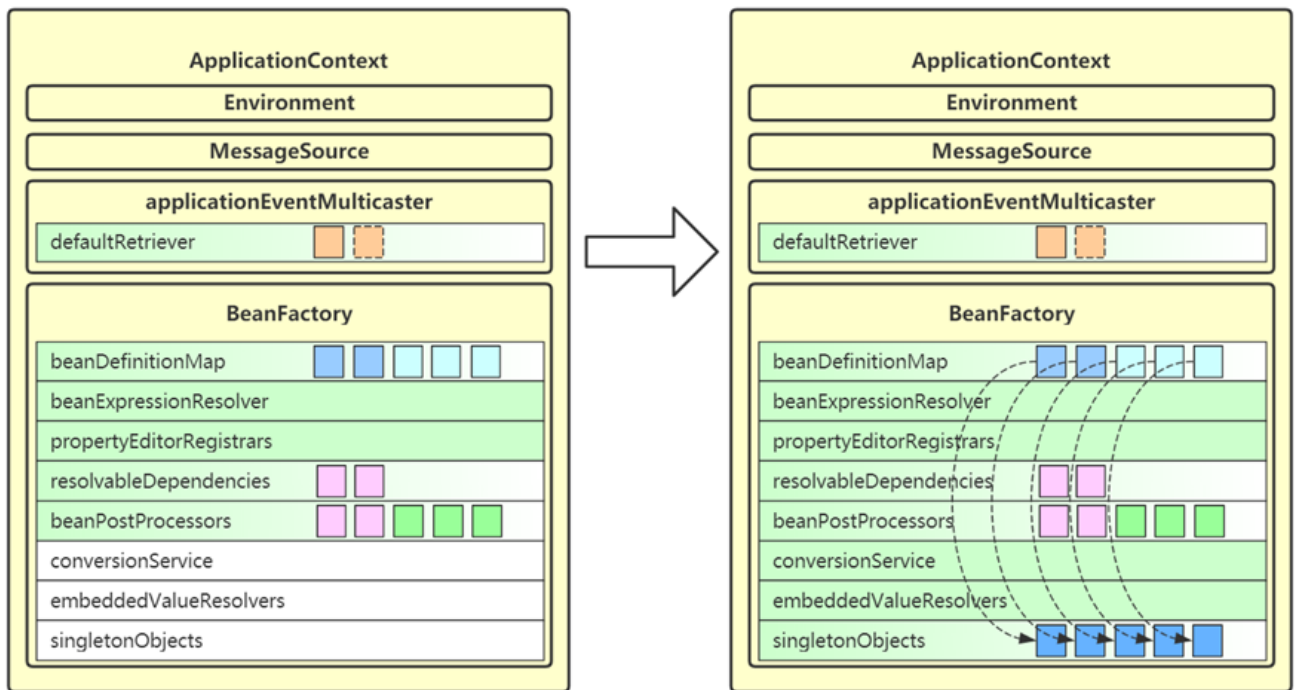 ApplicationContext
Environment
MessageSource
applicationEventMulticaster
defaultRetriever
BeanFactory
beanDefinitionMap
beanExpressionResolver
propertyEditorRegistrars
resolvableDependencies
beanPostProcessors
conversionService
embeddedValueResolvers
singletonObjects
ApplicationContext
Environment
MessageSource
applicationEventMulticaster
defaultRetriever
BeanFactory
beanDefinitionMap
beanExpressionResolver
propertyEditorRegistrars
resolvableDependencies
beanPostProcessors
conversionService
embeddedValueResolvers
singletonObjects